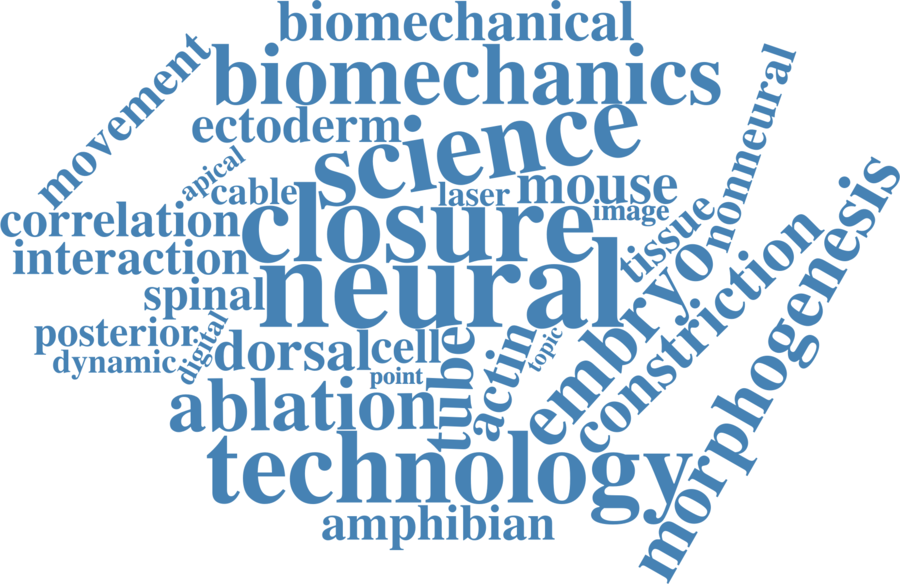 biomechanical
biomechanics
movement
nonneural
ectoderm
science
apical
cable
laser
mouse
image
morphogenesis
correlation
closure
tissue
interaction
neural
embryo
constriction
spinal
posterior
digital
dorsal
cell
tube
actin
topic
dynamic
point
ablation
technology
amphibian